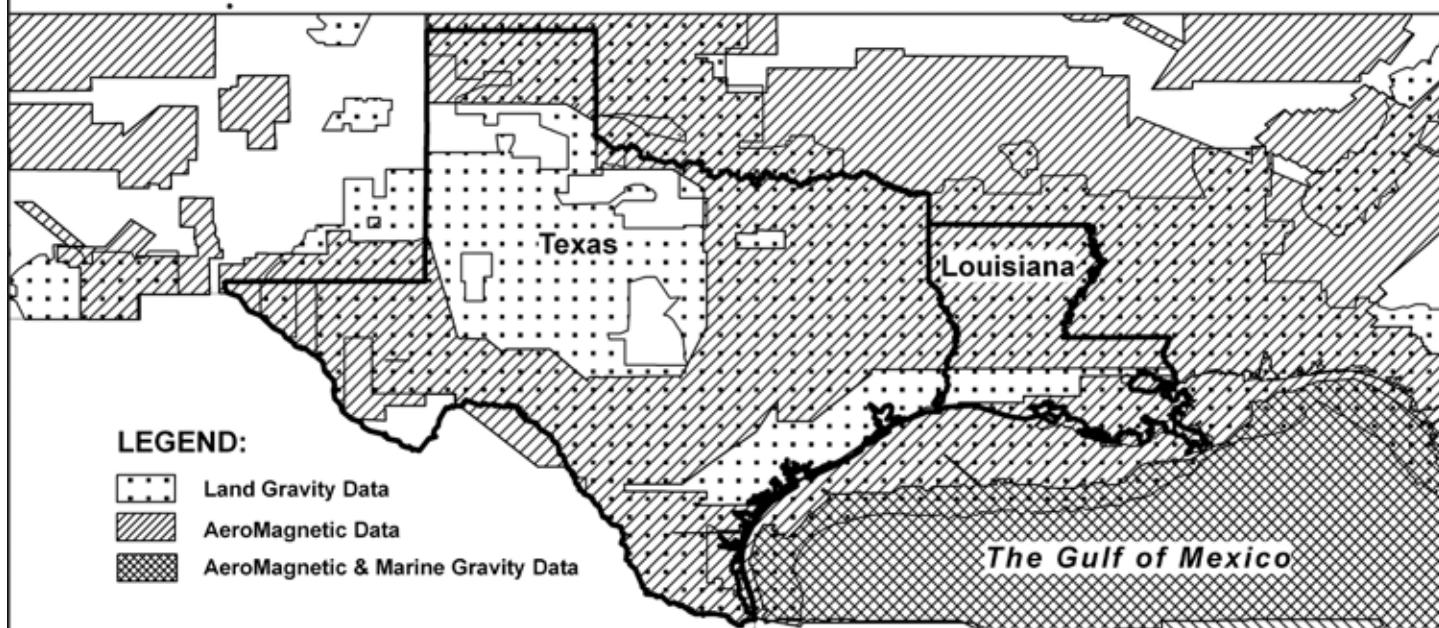 Texas
Louisiana
LEGEND:
Land Gravity Data
AeroMagnetic Data
AeroMagnetic & Marine Gravity Data
The Gulf of Mexico